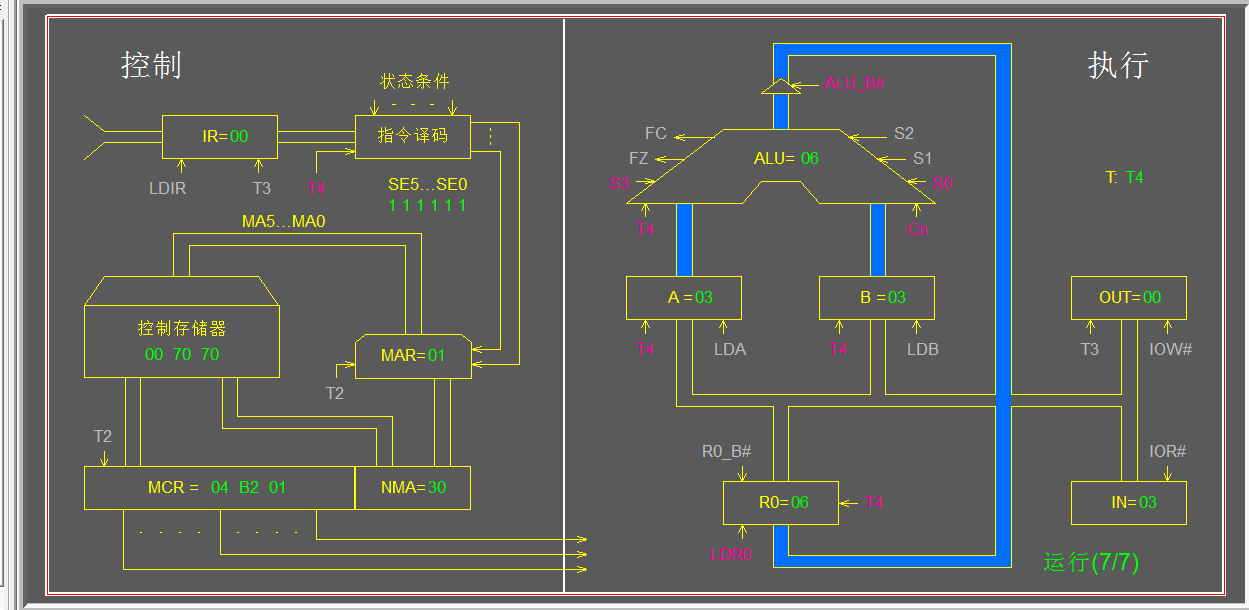 控制
执行
状态条件
ALU_B#
IR=00
指令译码
FC
S2
ALU= 06
FZ
S1
LDIR
T3
T4
SE5...SE0
S3
S0
T: T4
1 1 1 1 1 1
MA5...MA0
T4
Cn
控制存储器
00 70 70
A =03
B =03
OUT=00
MAR=01
T4
LDA
T4
LDB
T3
IOW#
T2
T2
R0_B#
IOR#
MCR = 04 B2 01
NMA=30
R0=06
T4
IN=03
LDR0
运行(7/7)